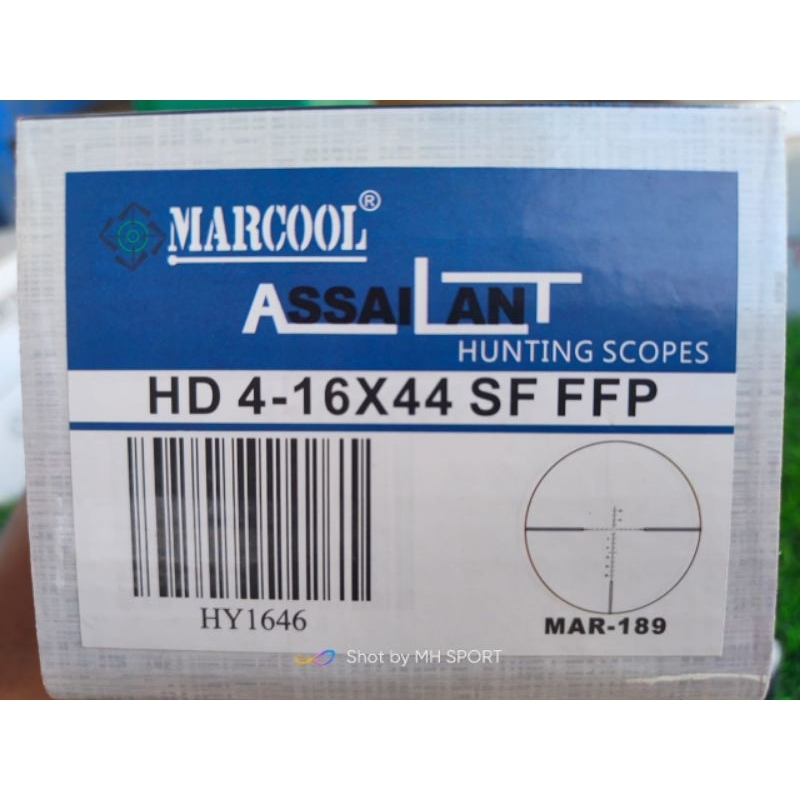 MARCOOL®
ASSAILANT
HUNTING SCOPES
HD 4-16X44 SF FFP
HY1646
MAR-189
Shot by MH SPORT